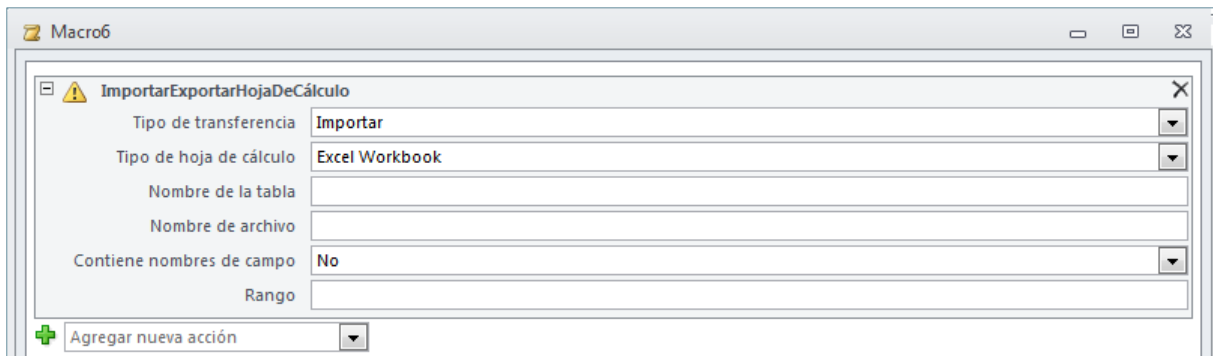 Macro6
ImportarExportarHojaDeCálculo
Tipo de transferencia Importar
Tipo de hoja de cálculo Excel Workbook
Nombre de la tabla
Nombre de archivo
Contiene nombres de campo No
Rango
Agregar nueva acción